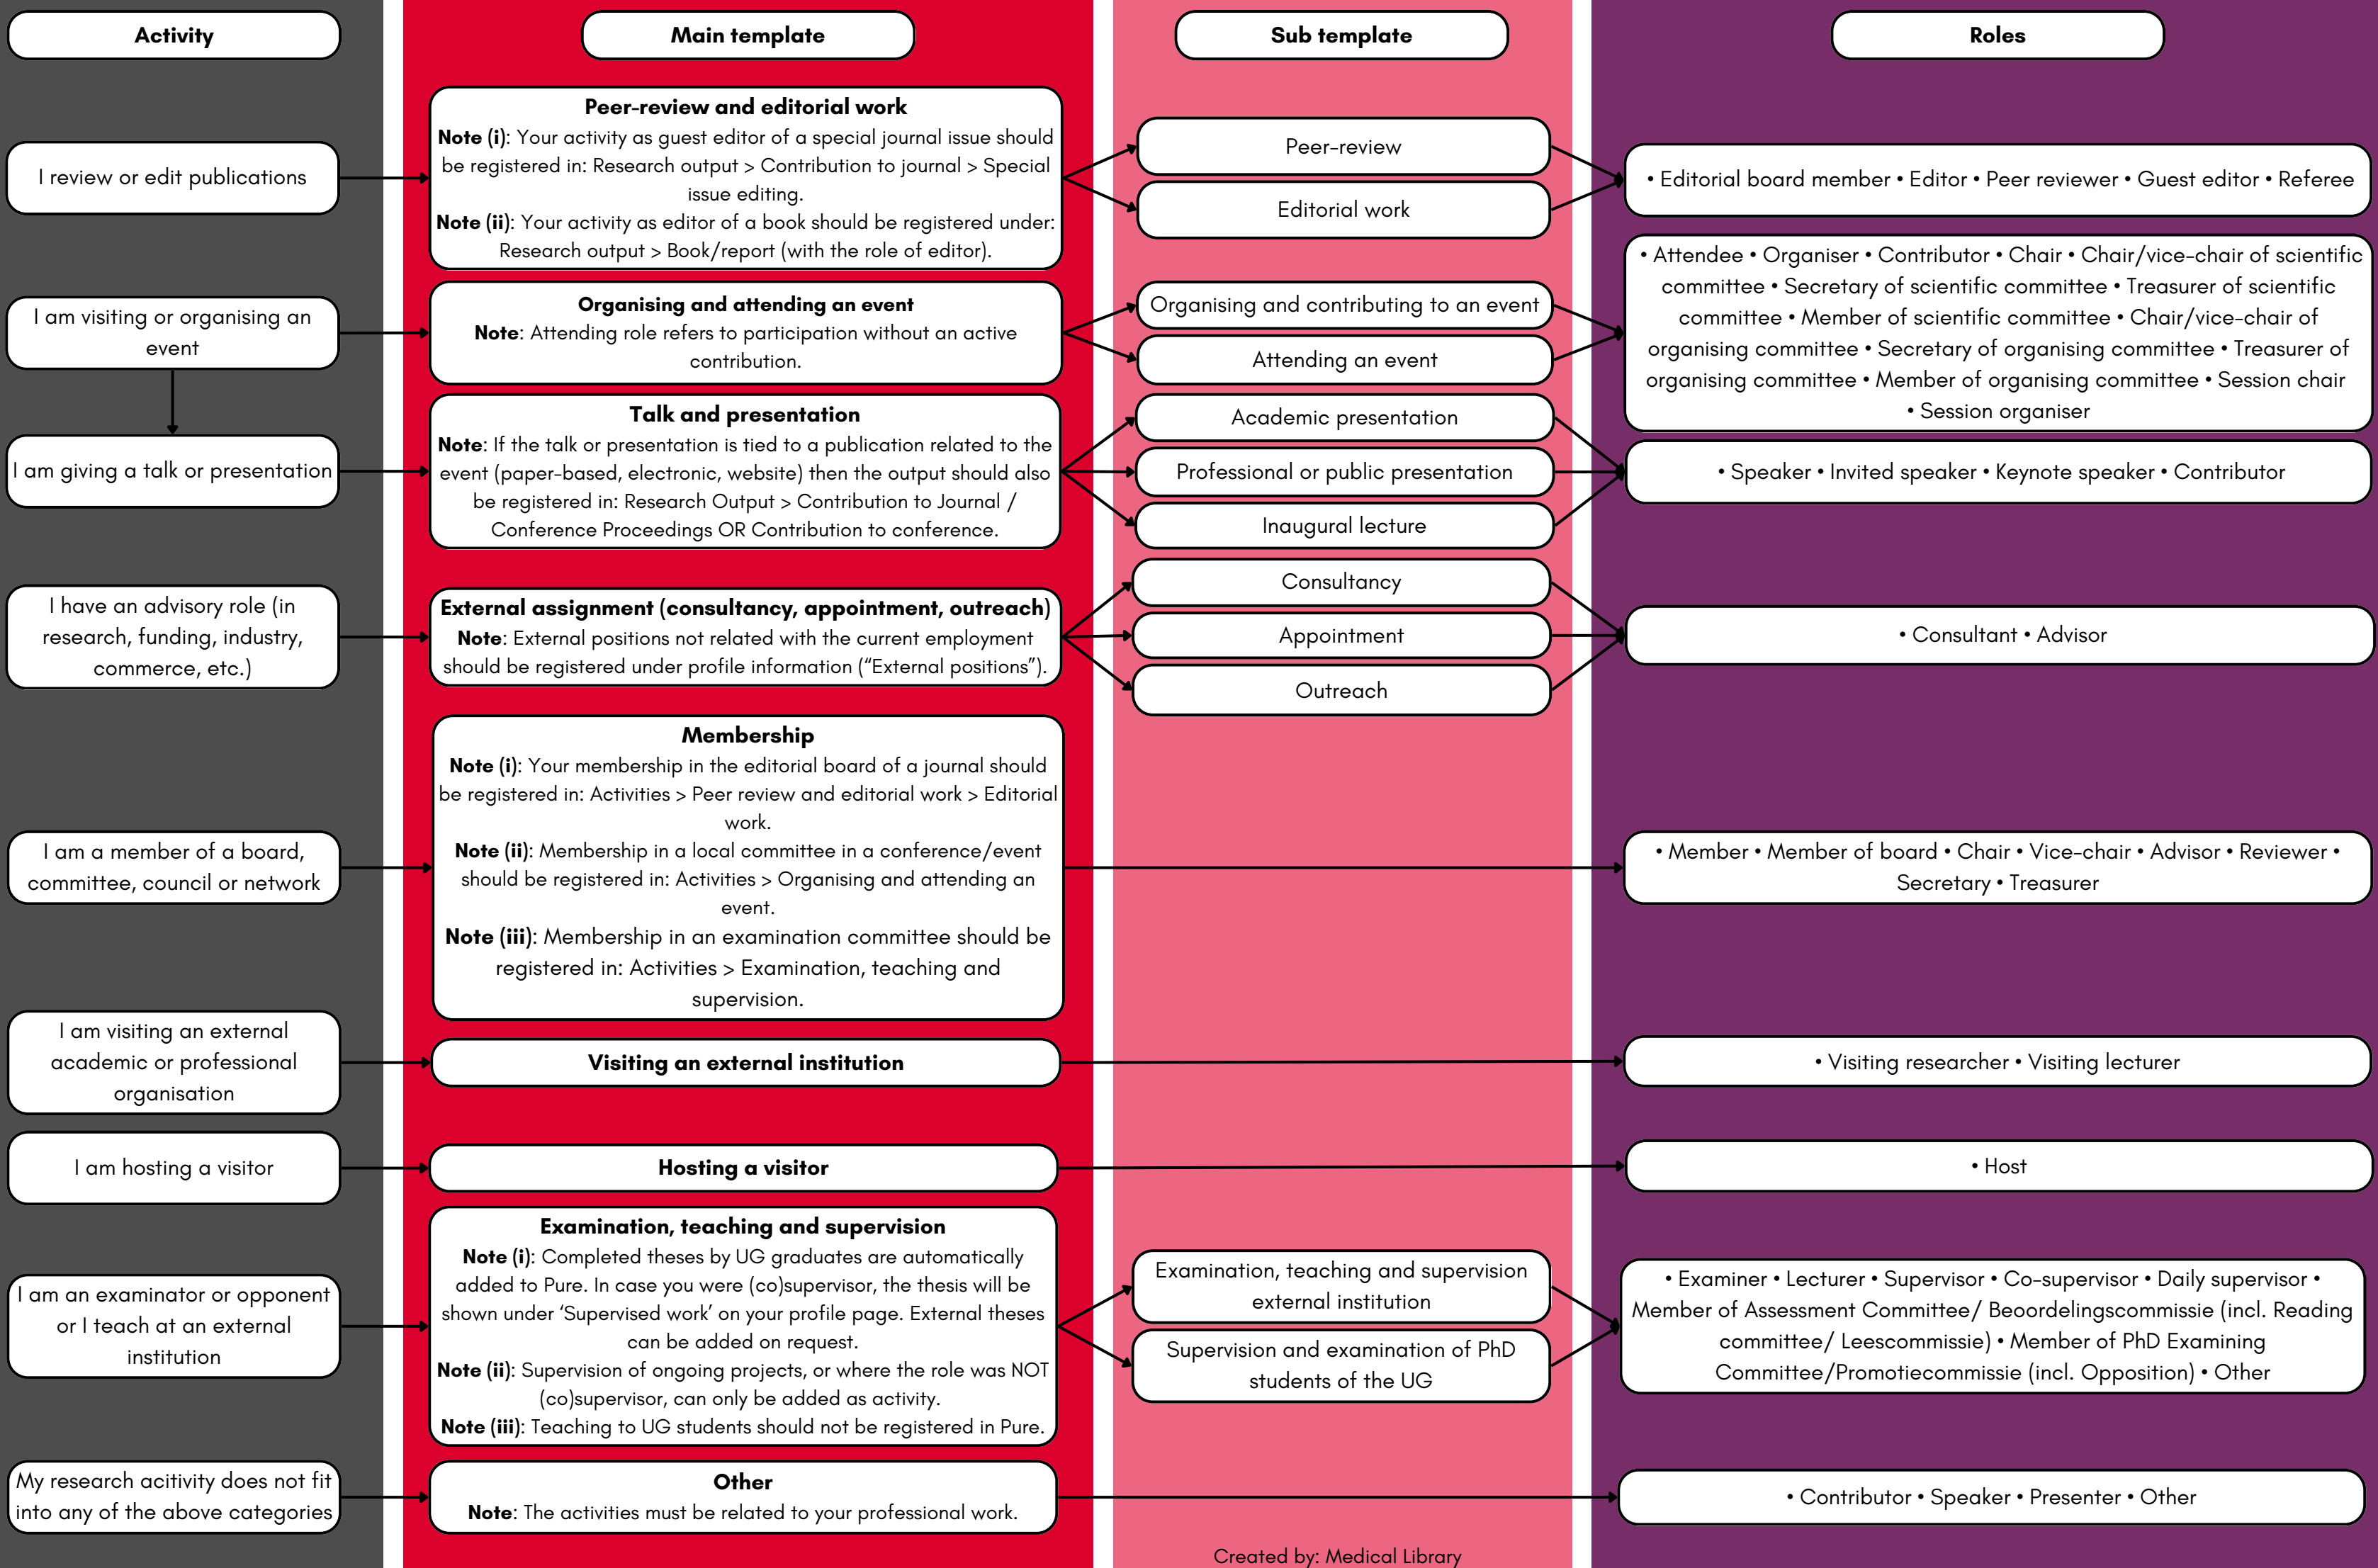 Activity
Main template
Sub template
Roles
I review or edit publications
Peer-review and editorial work
Note (i): Your activity as guest editor of a special journal issue should
be registered in: Research output > Contribution to journal > Special
issue editing.
Note (ii): Your activity as editor of a book should be registered under:
Research output > Book/report (with the role of editor).
Peer-review
Editorial work
• Editorial board member • Editor • Peer reviewer • Guest editor • Referee
I am visiting or organising an
event
Organising and attending an event
Note: Attending role refers to participation without an active
contribution.
Organising and contributing to an event
Attending an event
• Attendee • Organiser • Contributor • Chair • Chair/vice-chair of scientific
committee • Secretary of scientific committee • Treasurer of scientific
committee • Member of scientific committee • Chair/vice-chair of
organising committee • Secretary of organising committee • Treasurer of
organising committee • Member of organising committee • Session chair
• Session organiser
I am giving a talk or presentation
Talk and presentation
Note: If the talk or presentation is tied to a publication related to the
event (paper-based, electronic, website) then the output should also
be registered in: Research Output > Contribution to Journal /
Conference Proceedings OR Contribution to conference.
Academic presentation
Professional or public presentation
Inaugural lecture
• Speaker • Invited speaker • Keynote speaker • Contributor
I have an advisory role (in
research, funding, industry,
commerce, etc.)
External assignment (consultancy, appointment, outreach)
Note: External positions not related with the current employment
should be registered under profile information (“External positions”).
Consultancy
Appointment
Outreach
• Consultant • Advisor
I am a member of a board,
committee, council or network
Membership
Note (i): Your membership in the editorial board of a journal should
be registered in: Activities > Peer review and editorial work > Editorial
work.
Note (ii): Membership in a local committee in a conference/event
should be registered in: Activities > Organising and attending an
event.
Note (iii): Membership in an examination committee should be
registered in: Activities > Examination, teaching and
supervision.
• Member • Member of board • Chair • Vice-chair • Advisor • Reviewer •
Secretary • Treasurer
I am visiting an external
academic or professional
organisation
Visiting an external institution
• Visiting researcher • Visiting lecturer
I am hosting a visitor
Hosting a visitor
• Host
I am an examinator or opponent
or I teach at an external
institution
Examination, teaching and supervision
Note (i): Completed theses by UG graduates are automatically
added to Pure. In case you were (co)supervisor, the thesis will be
shown under ‘Supervised work’ on your profile page. External theses
can be added on request.
Note (ii): Supervision of ongoing projects, or where the role was NOT
(co)supervisor, can only be added as activity.
Note (iii): Teaching to UG students should not be registered in Pure.
Examination, teaching and supervision
external institution
Supervision and examination of PhD
students of the UG
• Examiner • Lecturer • Supervisor • Co-supervisor • Daily supervisor •
Member of Assessment Committee/ Beoordelingscommissie (incl. Reading
committee/ Leescommissie) • Member of PhD Examining
Committee/Promotiecommissie (incl. Opposition) • Other
My research acitivity does not fit
into any of the above categories
Other
Note: The activities must be related to your professional work.
• Contributor • Speaker • Presenter • Other
Created by: Medical Library